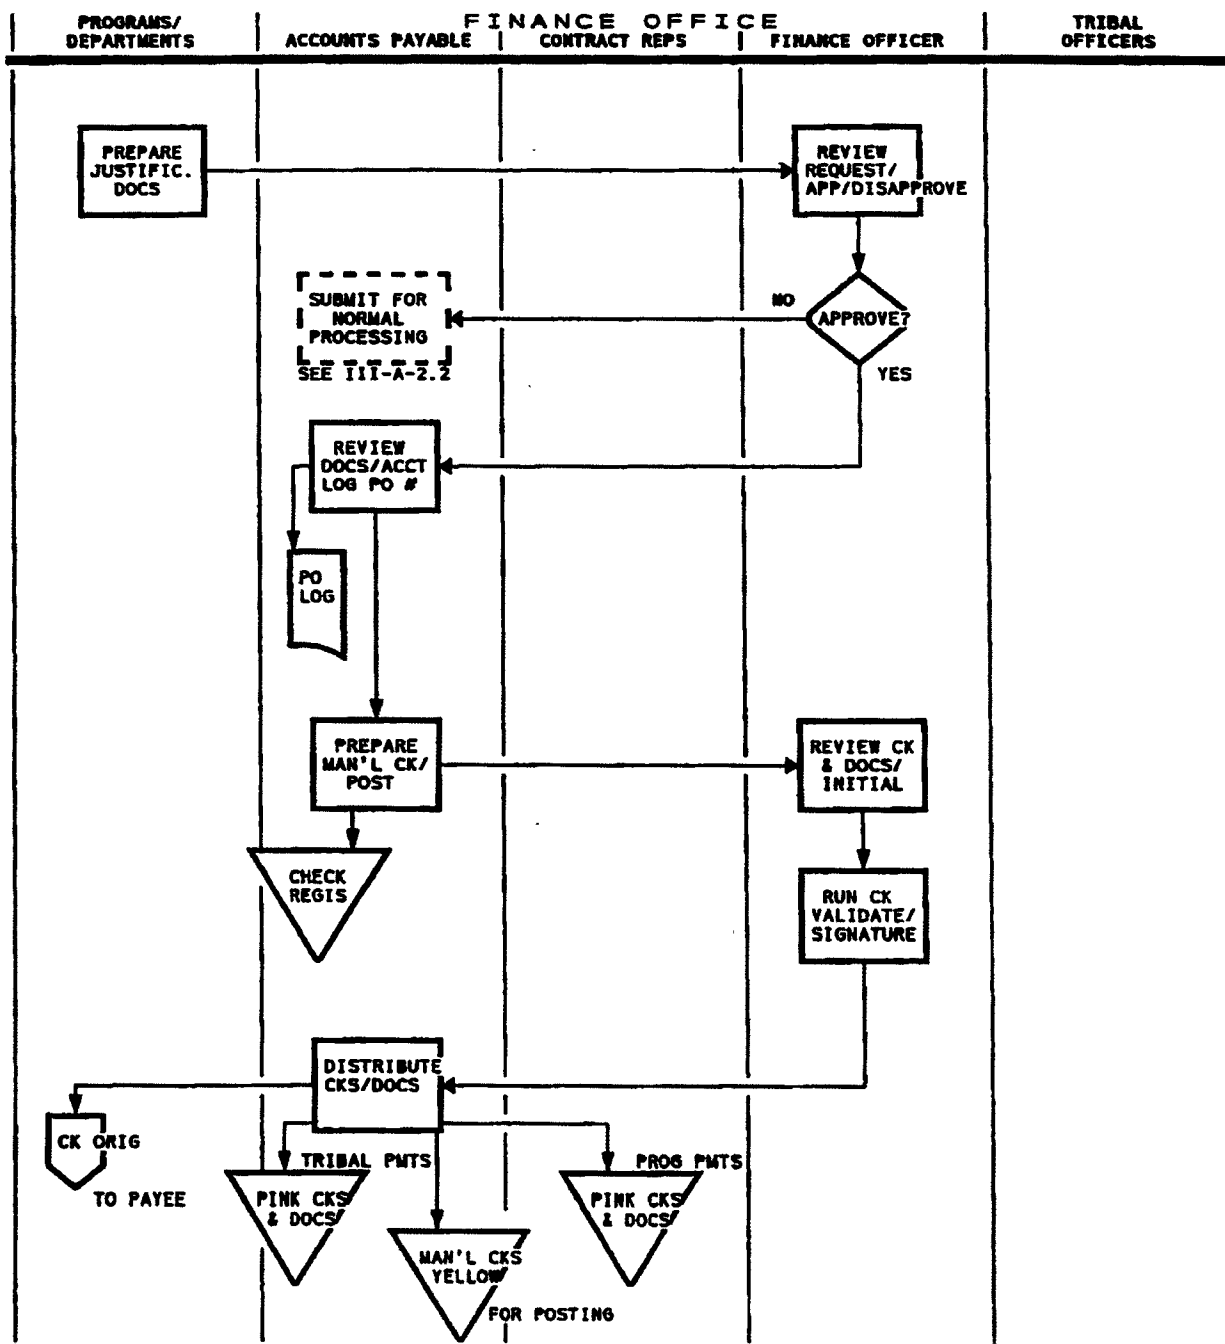 FINANCE OFFICE
PROGRAMS/
DEPARTMENTS
ACCOUNTS PAYABLE
CONTRACT REPS
FINANCE OFFICER
TRIBAL
OFFICERS
PREPARE
JUSTIFIC.
DOCS
REVIEW
REQUEST/
APP/DISAPPROVE
SUBMIT FOR
NORMAL
PROCESSING
SEE III-A-2.2
NO
APPROVE?
YES
REVIEW
DOCS/ACCT
LOG PO #
PO
LOG
PREPARE
MAN'L CK/
POST
REVIEW CK
& DOCS/
INITIAL
CHECK
REGIS
RUN CK
VALIDATE/
SIGNATURE
DISTRIBUTE
CKS/DOCS
CK ORIG
TO PAYEE
TRIBAL PMTS
PINK CKS
& DOCS
PROG PMTS
PINK CKS
& DOCS
MAN'L CKS
YELLOW
FOR POSTING